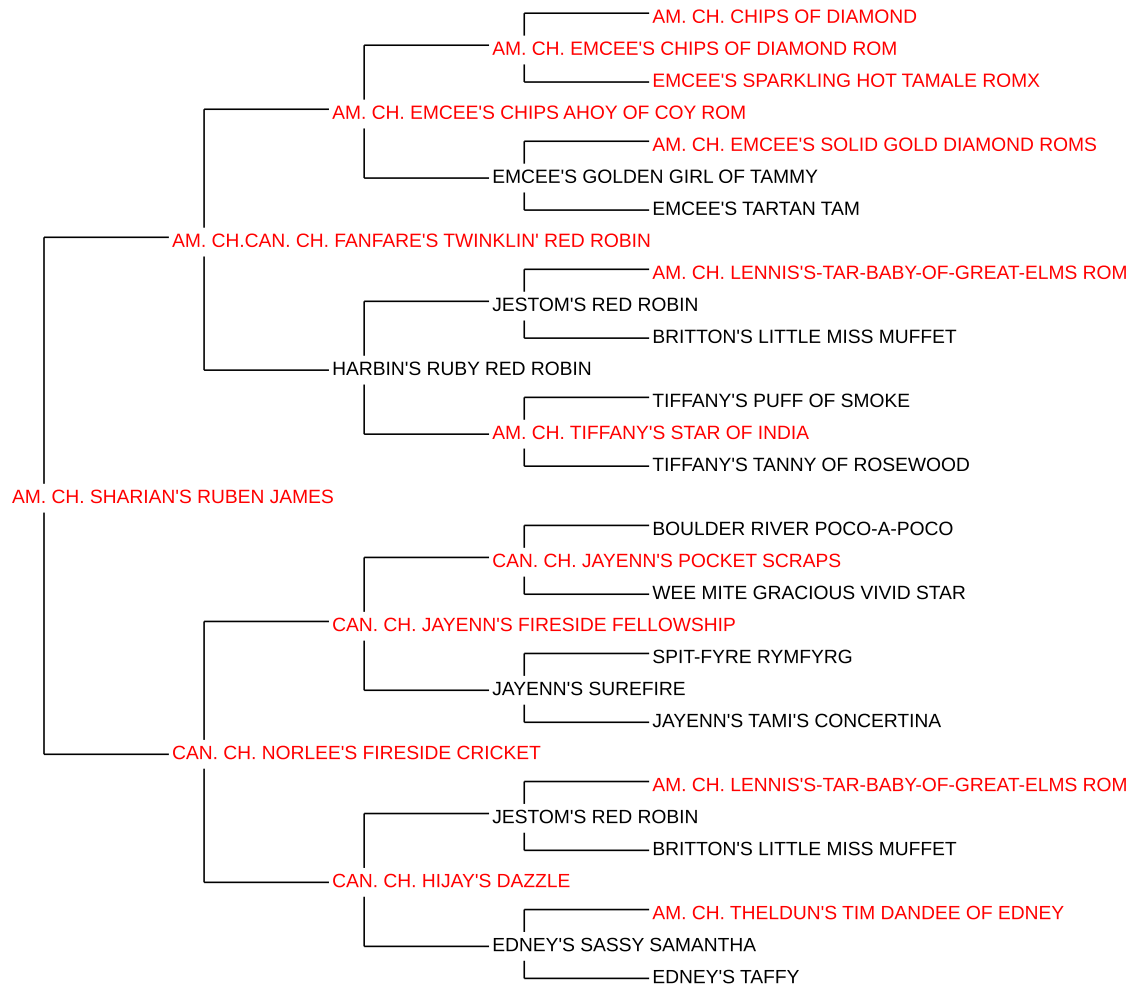 AM. CH. CHIPS OF DIAMOND
AM. CH. EMCEE'S CHIPS OF DIAMOND ROM
EMCEE'S SPARKLING HOT TAMALE ROMX
AM. CH. EMCEE'S CHIPS AHOY OF COY ROM
AM. CH. EMCEE'S SOLID GOLD DIAMOND ROMS
EMCEE'S GOLDEN GIRL OF TAMMY
EMCEE'S TARTAN TAM
AM. CH.CAN. CH. FANFARE'S TWINKLIN' RED ROBIN
AM. CH. LENNIS'S-TAR-BABY-OF-GREAT-ELMS ROM
JESTOM'S RED ROBIN
BRITTON'S LITTLE MISS MUFFET
HARBIN'S RUBY RED ROBIN
TIFFANY'S PUFF OF SMOKE
AM. CH. TIFFANY'S STAR OF INDIA
TIFFANY'S TANNY OF ROSEWOOD
AM. CH. SHARIAN'S RUBEN JAMES
BOULDER RIVER POCO-A-POCO
CAN. CH. JAYENN'S POCKET SCRAPS
WEE MITE GRACIOUS VIVID STAR
CAN. CH. JAYENN'S FIRESIDE FELLOWSHIP
SPIT-FYRE RYMFYRG
JAYENN'S SUREFIRE
JAYENN'S TAMI'S CONCERTINA
CAN. CH. NORLEE'S FIRESIDE CRICKET
AM. CH. LENNIS'S-TAR-BABY-OF-GREAT-ELMS ROM
JESTOM'S RED ROBIN
BRITTON'S LITTLE MISS MUFFET
CAN. CH. HIJAY'S DAZZLE
AM. CH. THELDUN'S TIM DANDEE OF EDNEY
EDNEY'S SASSY SAMANTHA
EDNEY'S TAFFY